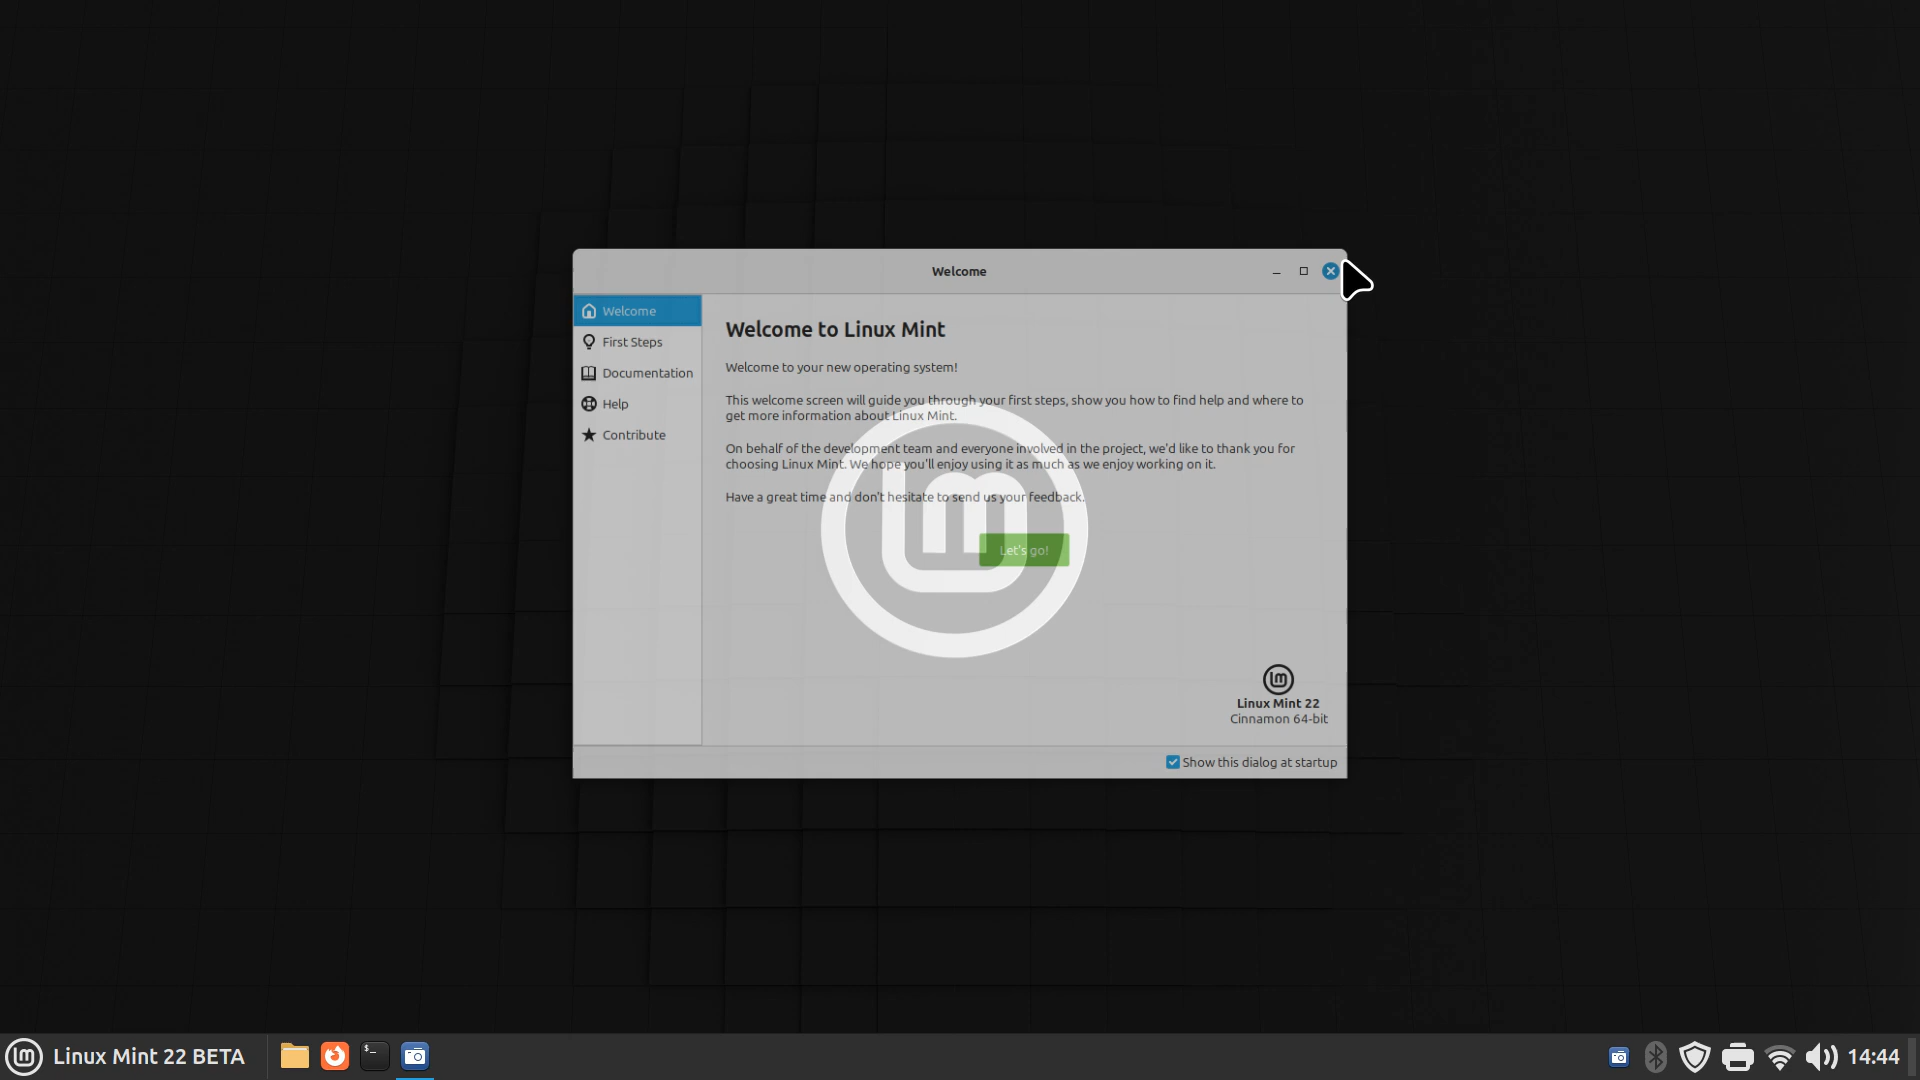 Welcome
Welcome
First Steps
Documentation
Help
Contribute
Welcome to Linux Mint
Welcome to your new operating system!
This welcome screen will guide you through your first steps, show you how to find help and where to
get more information about Linux Mint.
On behalf of the development team and everyone involved in the project, we'd like to thank you for
choosing Linux Mint. We hope you'll enjoy using it as much as we enjoy working on it.
Have a great time and don't hesitate to send us your feedback.
Let's go!
Linux Mint 22
Cinnamon 64-bit
Show this dialog at startup
Linux Mint 22 BETA
14:44